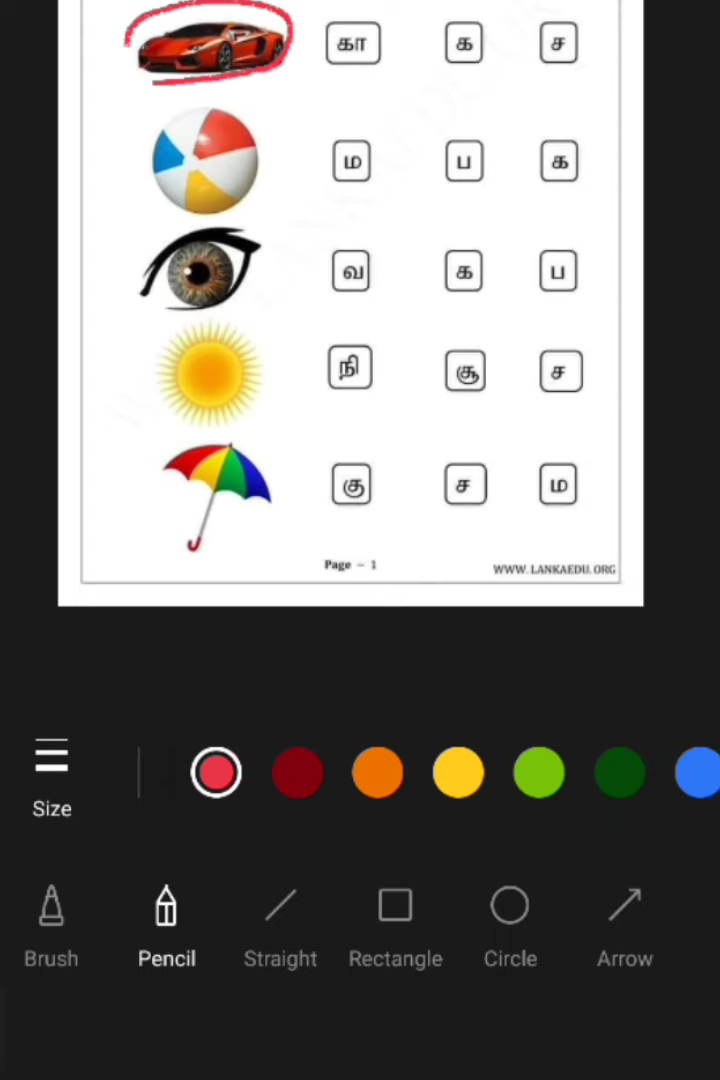 கா க ச
ம ப க
வ க ப
நி சூ ச
கு ச ம
Page – 1
WWW.LANKAEDU.ORG
Size
Brush Pencil Straight Rectangle Circle Arrow